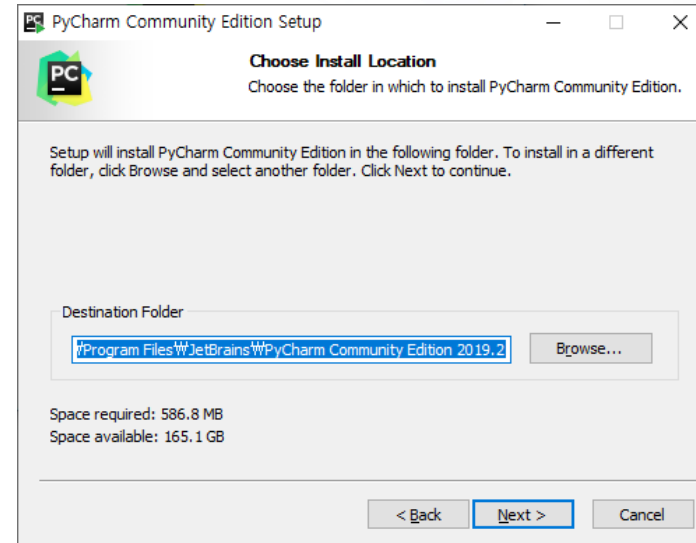 PyCharm Community Edition Setup
PC
Choose Install Location
Choose the folder in which to install PyCharm Community Edition.
Setup will install PyCharm Community Edition in the following folder. To install in a different
folder, click Browse and select another folder. Click Next to continue.
Destination Folder
₩Program Files₩JetBrains₩PyCharm Community Edition 2019.2
Browse...
Space required: 586.8 MB
Space available: 165.1 GB
< Back
Next >
Cancel